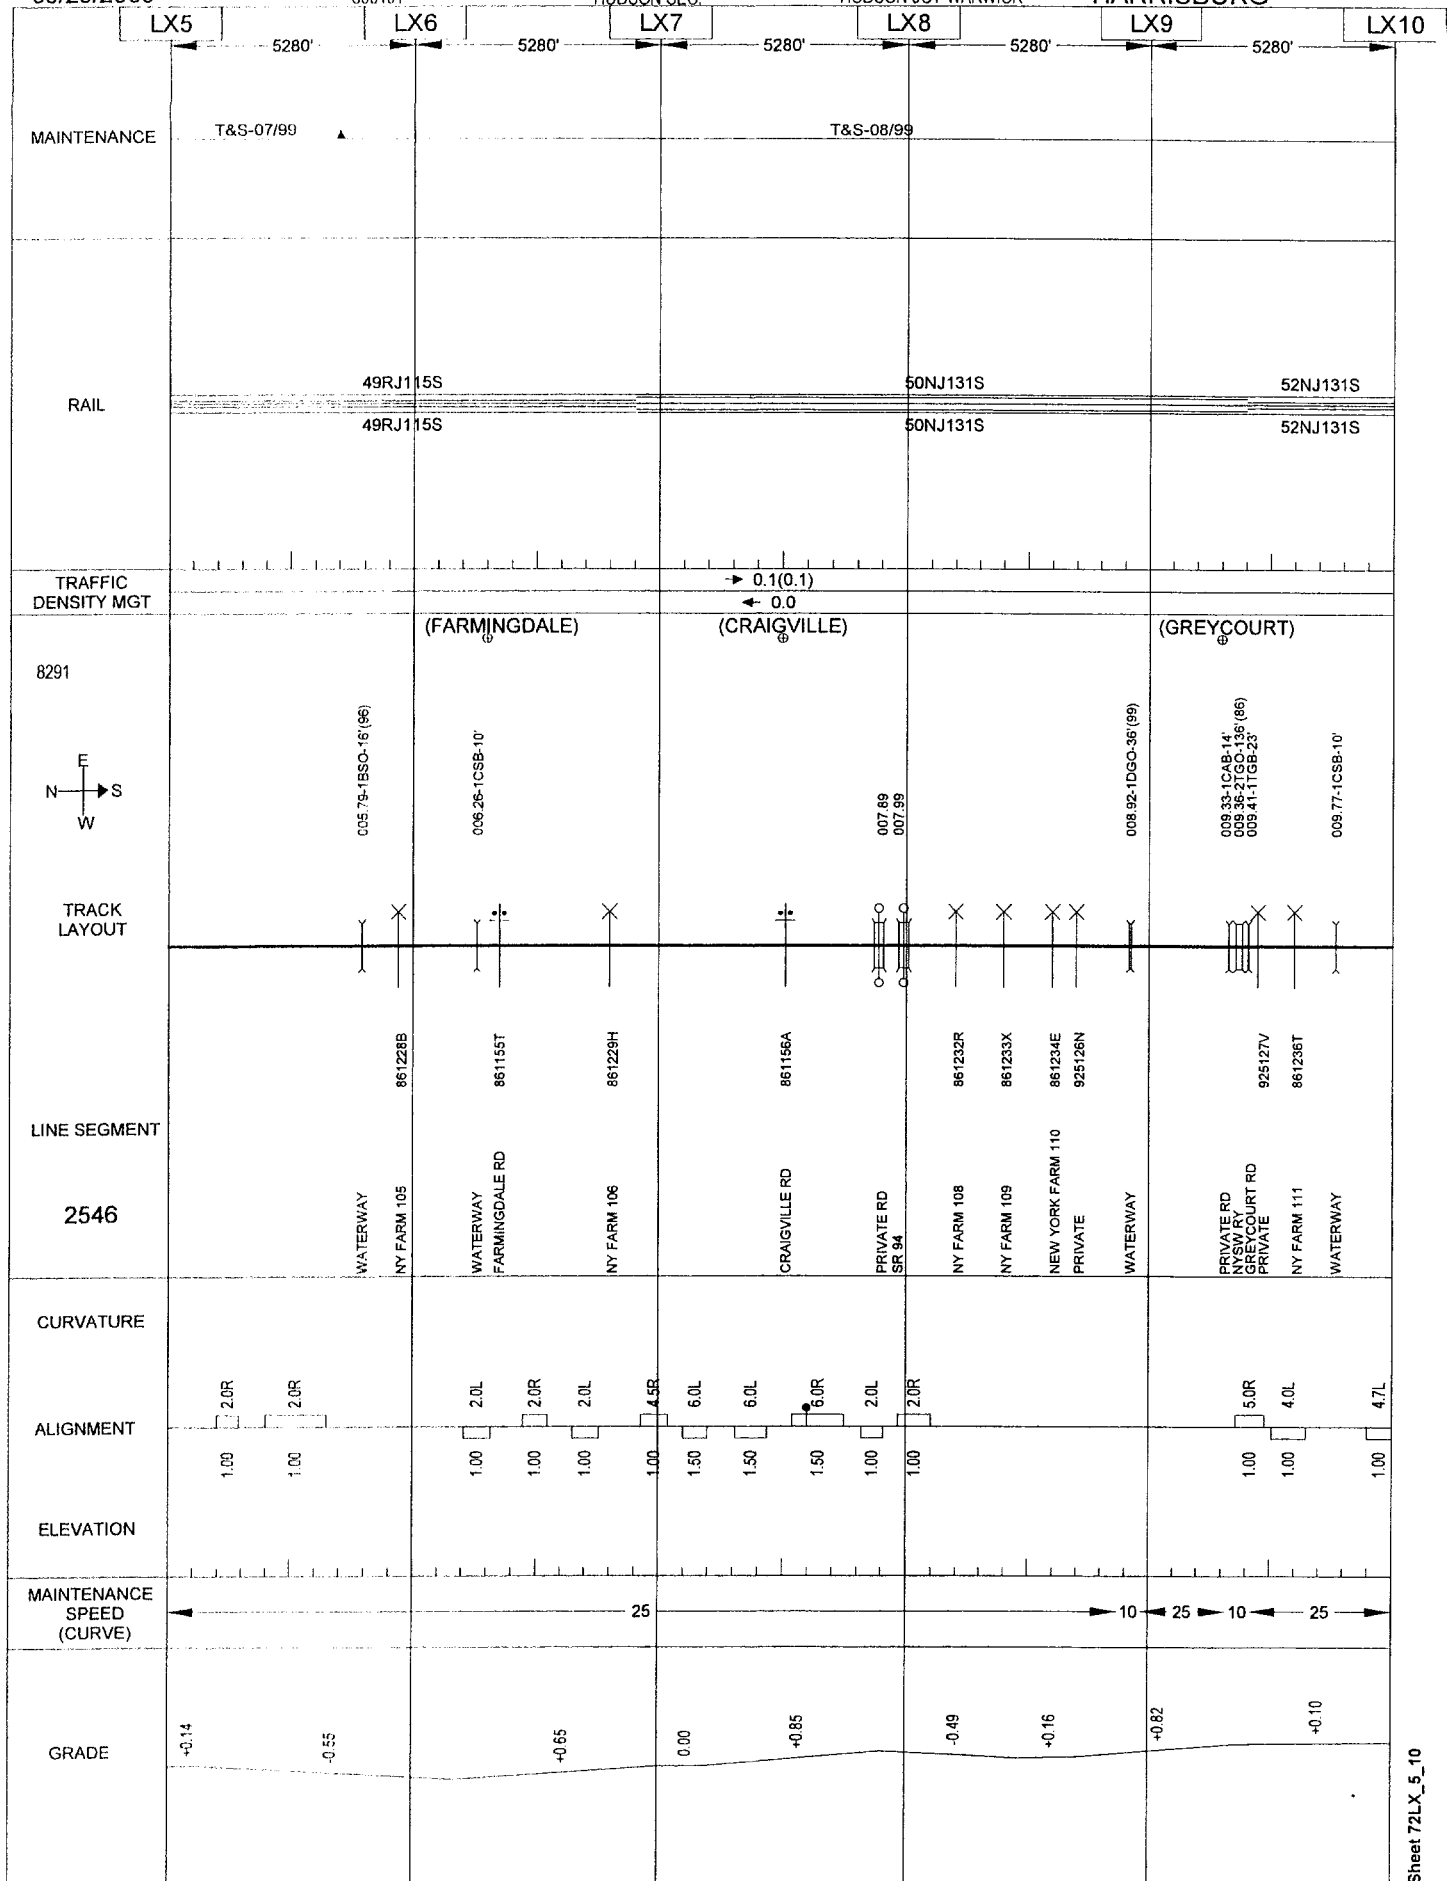 LX5 LX6 LX7 LX8 LX9 LX10
5280' 5280' 5280' 5280' 5280'
MAINTENANCE
T&S-07/99
T&S-08/99
RAIL
49RJ115S 50NJ131S 52NJ131S
49RJ115S 50NJ131S 52NJ131S
TRAFFIC
DENSITY MGT
0.1(0.1)
0.0
(FARMINGDALE) (CRAIGVILLE) (GREYCOURT)
8291
E
N S
W
005.79-1BSO-16'(96)
006.26-1CSB-10'
007.89
007.99
008.92-1DGO-36'(99)
009.33-1CAB-14'
009.36-2TGO-136'(86)
009.41-1TGB-23'
009.77-1CSB-10'
TRACK
LAYOUT
861228B
861155T
861229H
861156A
861232R
861233X
861234E
925126N
925127V
861236T
LINE SEGMENT
2546
WATERWAY
NY FARM 105
WATERWAY
FARMINGDALE RD
NY FARM 106
CRAIGVILLE RD
PRIVATE RD
SR 94
NY FARM 108
NY FARM 109
NEW YORK FARM 110
PRIVATE
WATERWAY
PRIVATE RD
NYSW RY
GREYCOURT RD
PRIVATE
NY FARM 111
WATERWAY
CURVATURE
2.0R 2.0R 2.0L 2.0R 2.0L 4.5R 6.0L 6.0L 6.0R 2.0L 2.0R 5.0R 4.0L 4.7L
ALIGNMENT
1.00 1.00 1.00 1.00 1.00 1.00 1.50 1.50 1.50 1.00 1.00 1.00 1.00 1.00
ELEVATION
MAINTENANCE
SPEED
(CURVE)
25 10 25 10 25
GRADE
+0.14 -0.55 +0.65 0.00 +0.85 -0.49 +0.16 +0.82 +0.10
Sheet 72LX_5_10